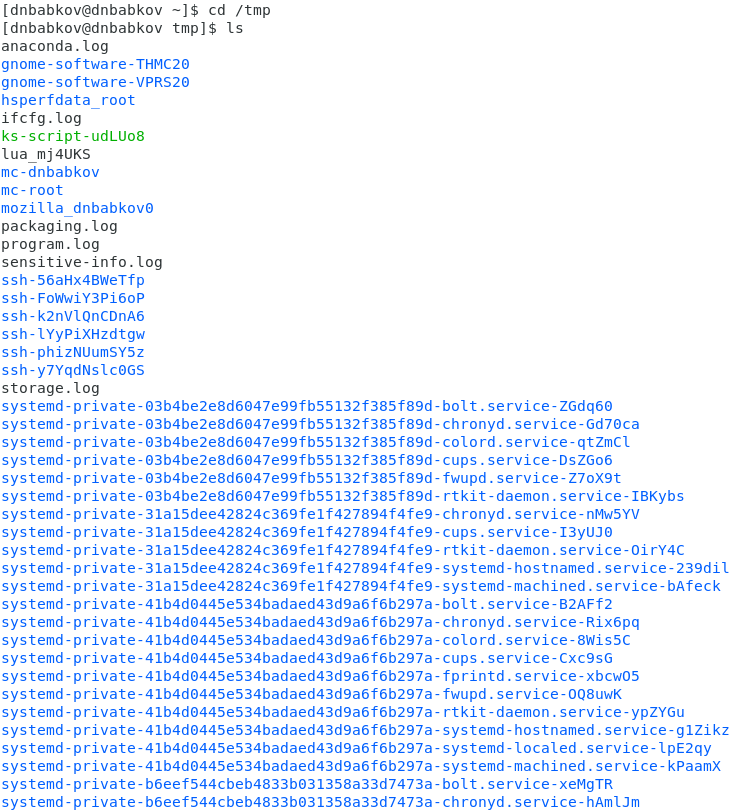 [dnbabkov@dnbabkov ~]$ cd /tmp
[dnbabkov@dnbabkov tmp]$ ls
anaconda.log
gnome-software-THMC20
gnome-software-VPRS20
hsperfdata_root
ifcfg.log
ks-script-udLUo8
lua_mj4UKS
mc-dnbabkov
mc-root
mozilla_dnbabkov0
packaging.log
program.log
sensitive-info.log
ssh-56aHx4BWeTfp
ssh-FoWwiY3Pi6oP
ssh-k2nVlQnCDnA6
ssh-lYyPiXHzdtgw
ssh-phizNUumSY5z
ssh-y7YqdNslc0GS
storage.log
systemd-private-03b4be2e8d6047e99fb55132f385f89d-bolt.service-ZGdq60
systemd-private-03b4be2e8d6047e99fb55132f385f89d-chronyd.service-Gd70ca
systemd-private-03b4be2e8d6047e99fb55132f385f89d-colord.service-qtZmCl
systemd-private-03b4be2e8d6047e99fb55132f385f89d-cups.service-DsZGo6
systemd-private-03b4be2e8d6047e99fb55132f385f89d-fwupd.service-Z7oX9t
systemd-private-03b4be2e8d6047e99fb55132f385f89d-rtkit-daemon.service-IBKybs
systemd-private-31a15dee42824c369fe1f427894f4fe9-chronyd.service-nMw5YV
systemd-private-31a15dee42824c369fe1f427894f4fe9-cups.service-I3yUJ0
systemd-private-31a15dee42824c369fe1f427894f4fe9-rtkit-daemon.service-OirY4C
systemd-private-31a15dee42824c369fe1f427894f4fe9-systemd-hostnamed.service-239dil
systemd-private-31a15dee42824c369fe1f427894f4fe9-systemd-machined.service-bAfeck
systemd-private-41b4d0445e534badaed43d9a6f6b297a-bolt.service-B2AFf2
systemd-private-41b4d0445e534badaed43d9a6f6b297a-chronyd.service-Rix6pq
systemd-private-41b4d0445e534badaed43d9a6f6b297a-colord.service-8Wis5C
systemd-private-41b4d0445e534badaed43d9a6f6b297a-cups.service-Cxc9sG
systemd-private-41b4d0445e534badaed43d9a6f6b297a-fprintd.service-xbcwO5
systemd-private-41b4d0445e534badaed43d9a6f6b297a-fwupd.service-OQ8uwK
systemd-private-41b4d0445e534badaed43d9a6f6b297a-rtkit-daemon.service-ypZYGu
systemd-private-41b4d0445e534badaed43d9a6f6b297a-systemd-hostnamed.service-g1Zikz
systemd-private-41b4d0445e534badaed43d9a6f6b297a-systemd-localed.service-lpE2qy
systemd-private-41b4d0445e534badaed43d9a6f6b297a-systemd-machined.service-kPaamX
systemd-private-b6eef544cbeb4833b031358a33d7473a-bolt.service-xeMgTR
systemd-private-b6eef544cbeb4833b031358a33d7473a-chronyd.service-hAmlJm